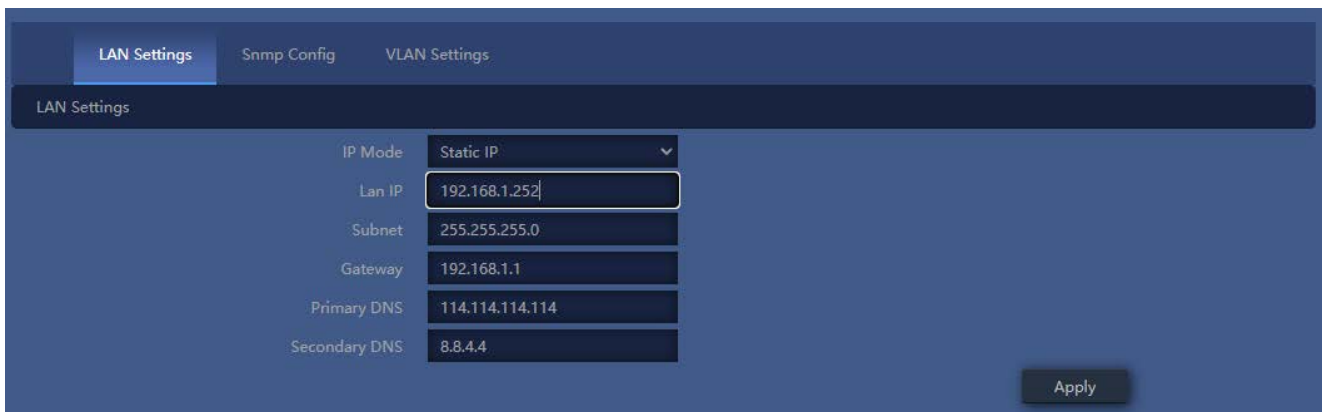 LAN Settings Snmp Config VLAN Settings
LAN Settings
IP Mode Static IP
Lan IP 192.168.1.252
Subnet 255.255.255.0
Gateway 192.168.1.1
Primary DNS 114.114.114.114
Secondary DNS 8.8.4.4
Apply